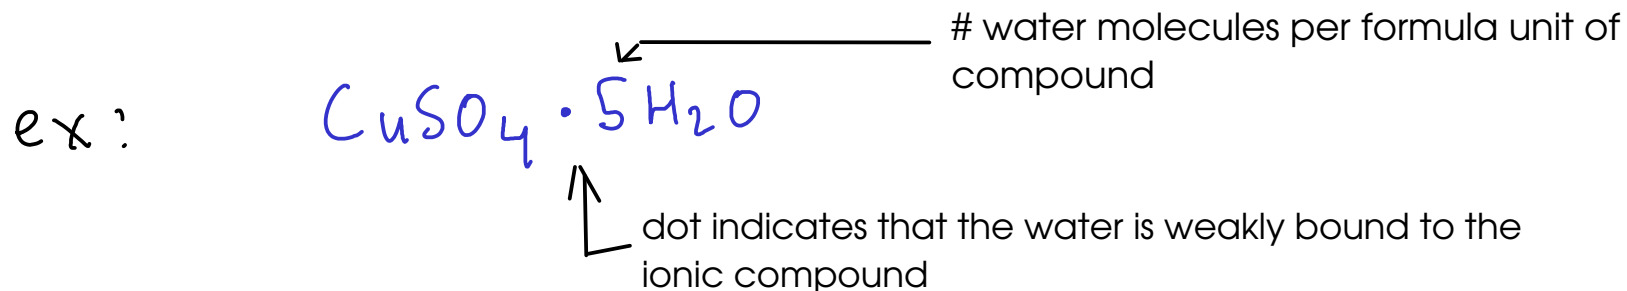 # water molecules per formula unit of
compound
ex: CuSO4 · 5H2O
dot indicates that the water is weakly bound to the
ionic compound